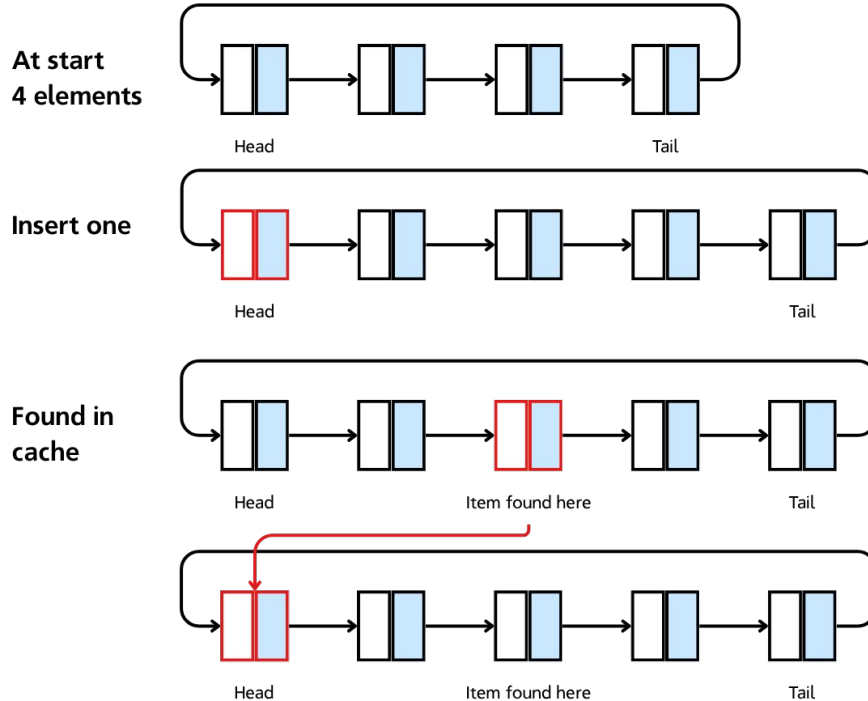 At start
4 elements
Head
Tail
Insert one
Head
Tail
Found in
cache
Head
Item found here
Tail
Head
Item found here
Tail